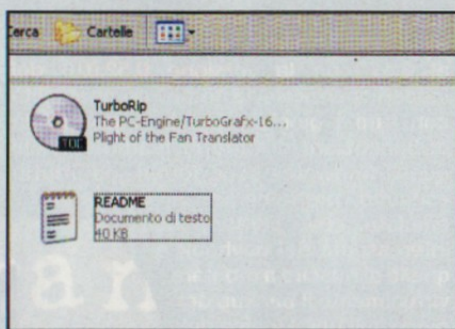 Cerca Cartelle
TurboRip
The PC-Engine/TurboGrafx-16...
Plight of the Fan Translator
TOC
README
Documento di testo
40 KB
an